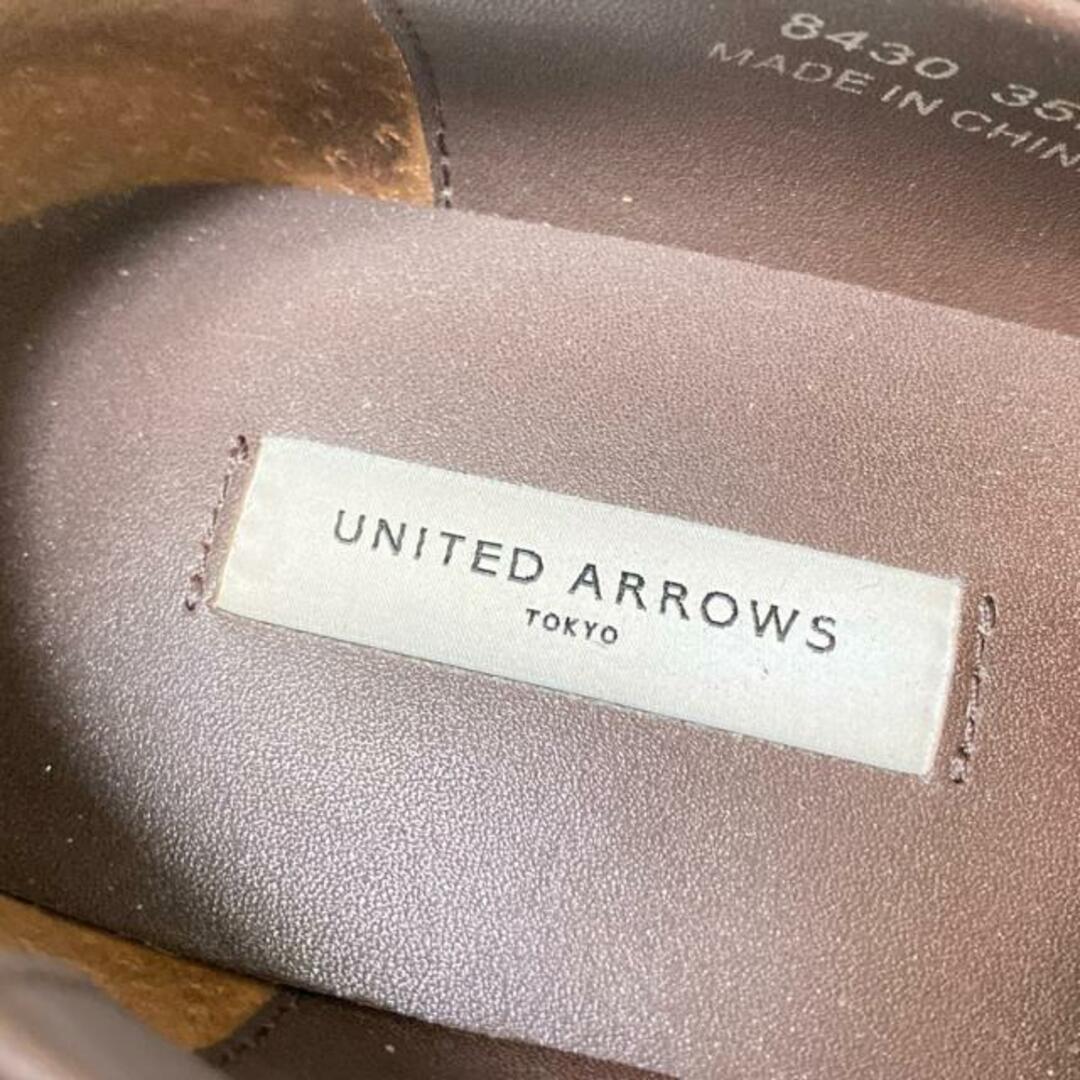 8430 35
MADE IN CHIN
UNITED ARROWS
TOKYO